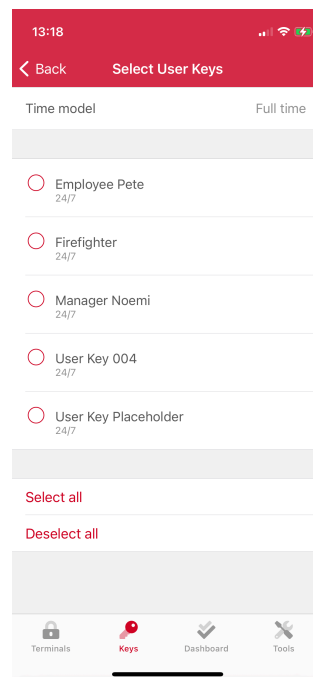 13:18
Back Select User Keys
Time model Full time
Employee Pete
24/7
Firefighter
24/7
Manager Noemi
24/7
User Key 004
24/7
User Key Placeholder
24/7
Select all
Deselect all
Terminals Keys Dashboard Tools